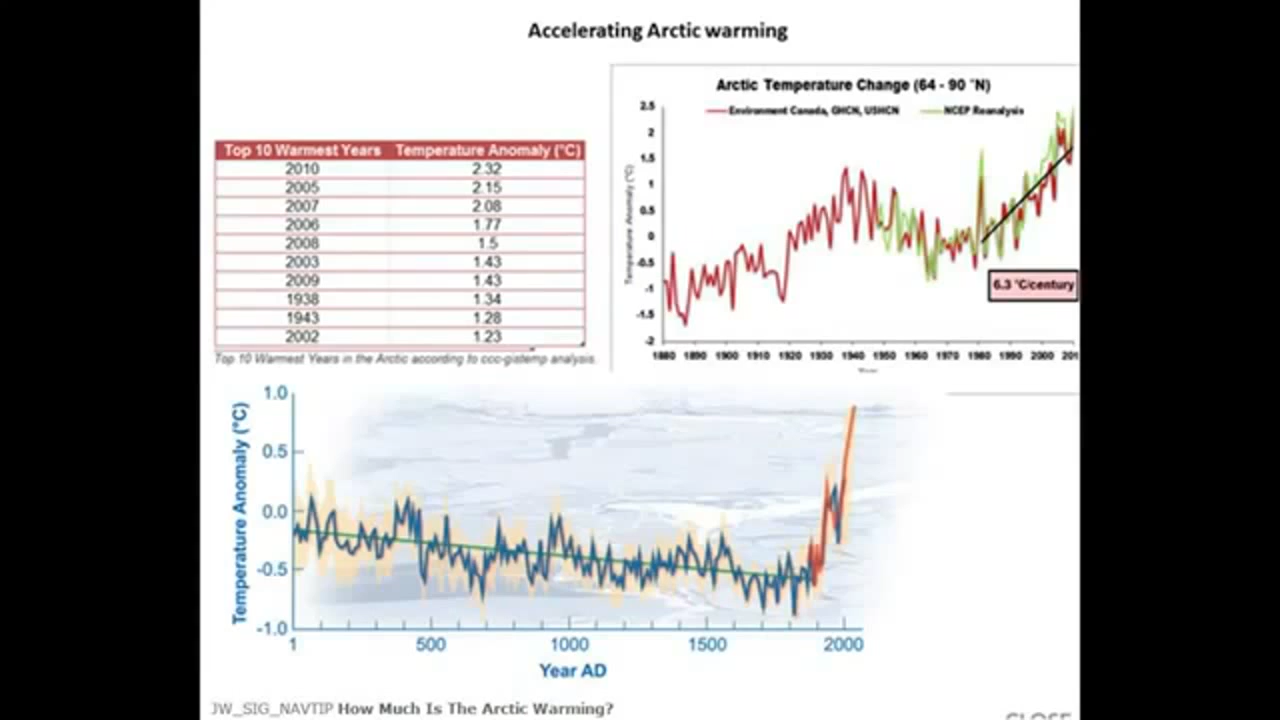 Accelerating Arctic warming
Top 10 Warmest Years Temperature Anomaly (°C)
2010 2.32
2005 2.15
2007 2.08
2006 1.77
2008 1.5
2003 1.43
2009 1.43
1938 1.34
1943 1.28
2002 1.23
Top 10 Warmest Years in the Arctic according to ccc-gistemp analysis.
Arctic Temperature Change (64 - 90 °N)
Environment Canada, GHCN, USHCN NCEP Reanalysis
Temperature Anomaly (°C)
2.5
2
1.5
1
0.5
0
-0.5
-1
-1.5
-2
6.3 °C/century
1880 1890 1900 1910 1920 1930 1940 1950 1960 1970 1980 1990 2000 201
Temperature Anomaly (°C)
1.0
0.5
0.0
-0.5
-1.0
1 500 1000 1500 2000
Year AD
JW_SIG_NAVTIP How Much Is The Arctic Warming?